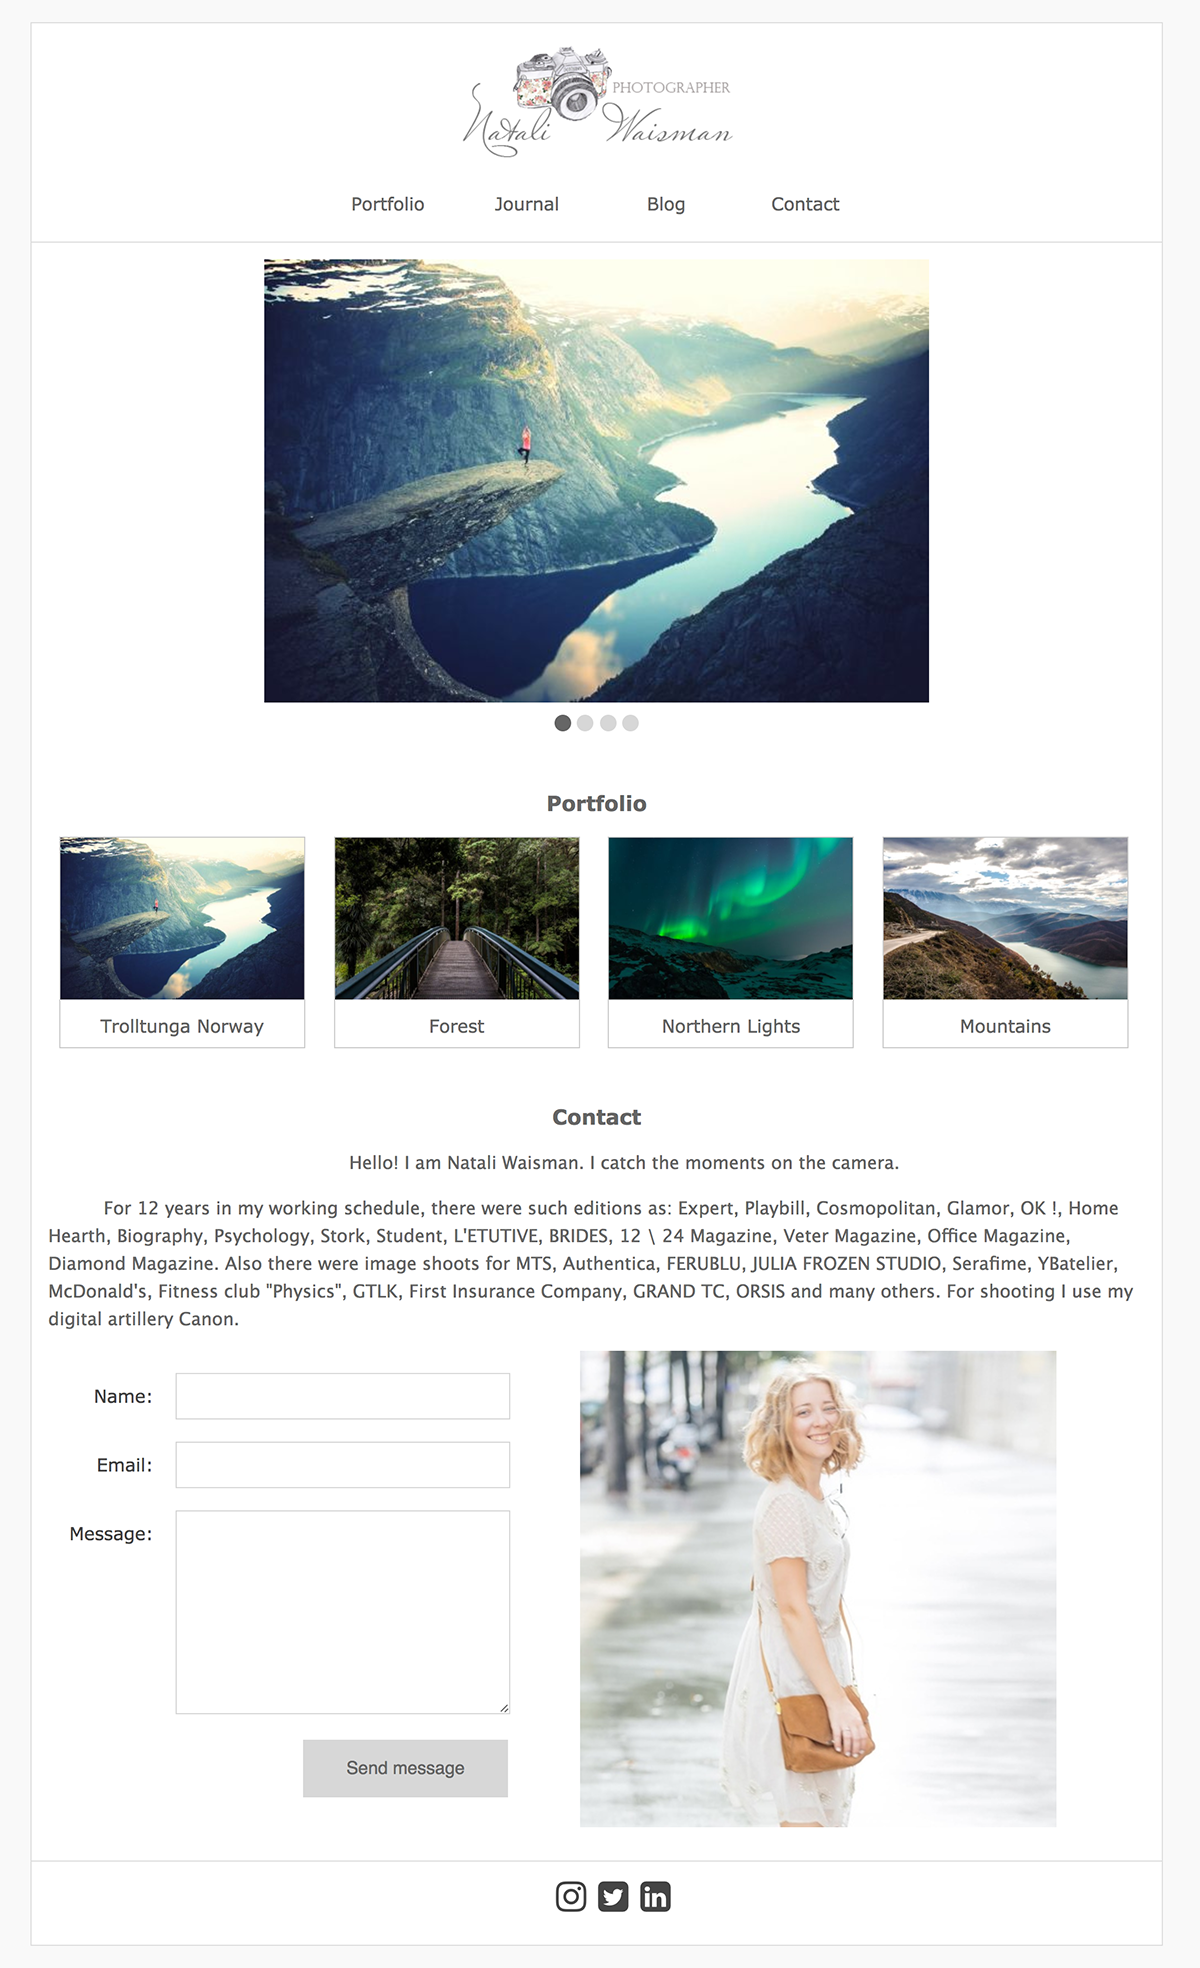 PHOTOGRAPHER
Natali Waisman
Portfolio Journal Blog Contact
Portfolio
Trolltunga Norway Forest Northern Lights Mountains
Contact
Hello! I am Natali Waisman. I catch the moments on the camera.
For 12 years in my working schedule, there were such editions as: Expert, Playbill, Cosmopolitan, Glamor, OK !, Home
Hearth, Biography, Psychology, Stork, Student, L'ETUTIVE, BRIDES, 12 \ 24 Magazine, Veter Magazine, Office Magazine,
Diamond Magazine. Also there were image shoots for MTS, Authentica, FERUBLU, JULIA FROZEN STUDIO, Serafime, YBatelier,
McDonald's, Fitness club "Physics", GTLK, First Insurance Company, GRAND TC, ORSIS and many others. For shooting I use my
digital artillery Canon.
Name:
Email:
Message:
Send message
in